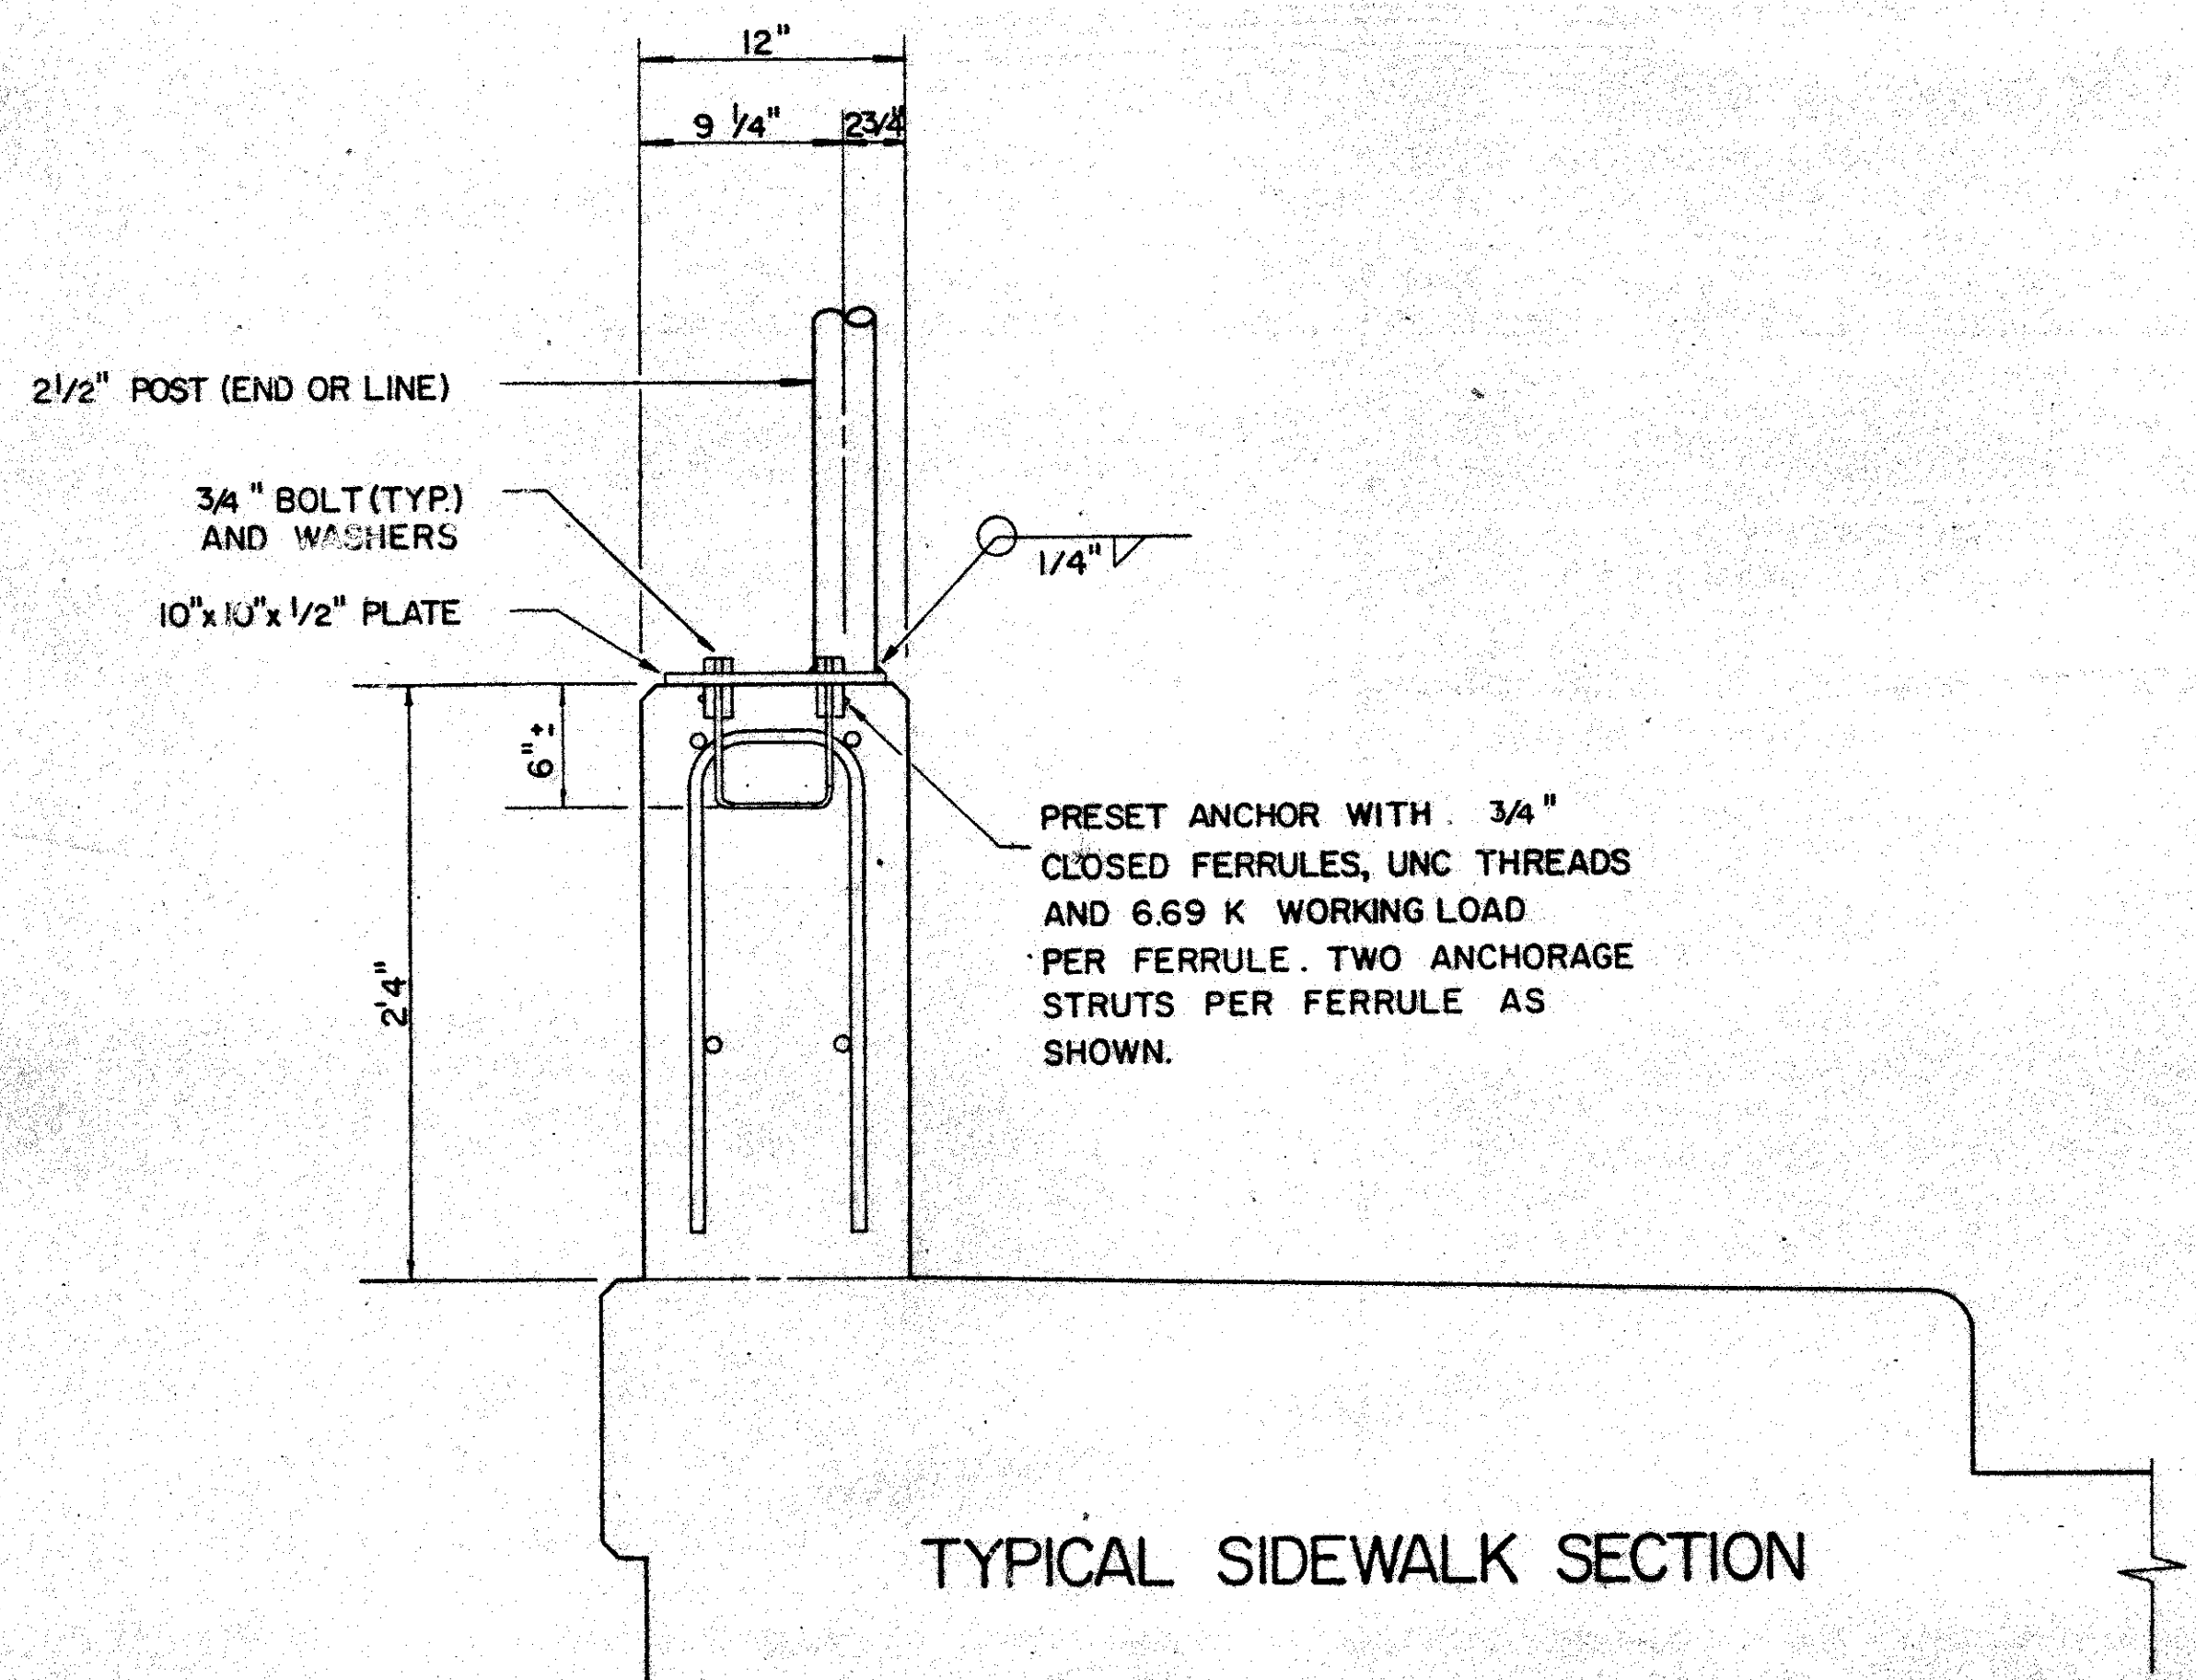 12"
9 1/4" 2 3/4"
2 1/2" POST (END OR LINE)
3/4" BOLT (TYP.)
AND WASHERS
1/4"
10" x 10" x 1/2" PLATE
6" ±
2'4"
PRESET ANCHOR WITH 3/4"
CLOSED FERRULES, UNC THREADS
AND 6.69 K WORKING LOAD
PER FERRULE. TWO ANCHORAGE
STRUTS PER FERRULE AS
SHOWN.
TYPICAL SIDEWALK SECTION